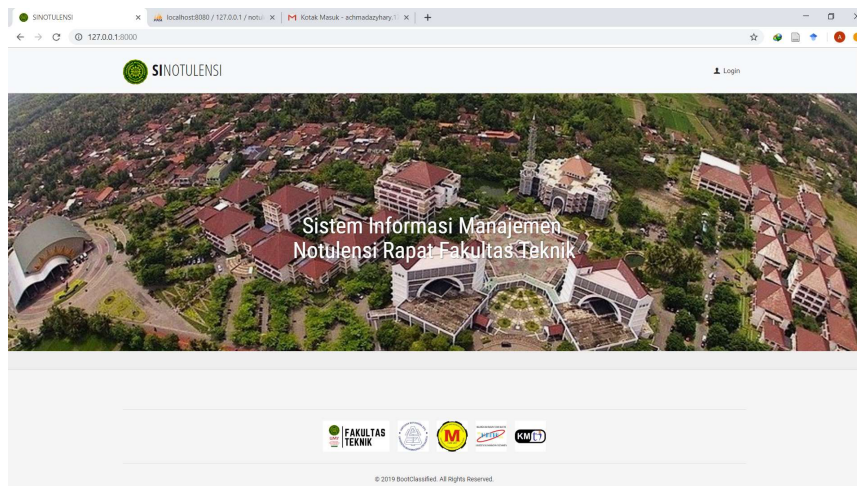 SINOTULENSI
localhost:8080 / 127.0.0.1 / notul
Kotak Masuk - achmadazyhary.1
127.0.0.1:8000
SINOTULENSI
Login
Sistem Informasi Manajemen
Notulensi Rapat Fakultas Teknik
FAKULTAS
TEKNIK
M
KM
© 2019 BootClassified. All Rights Reserved.